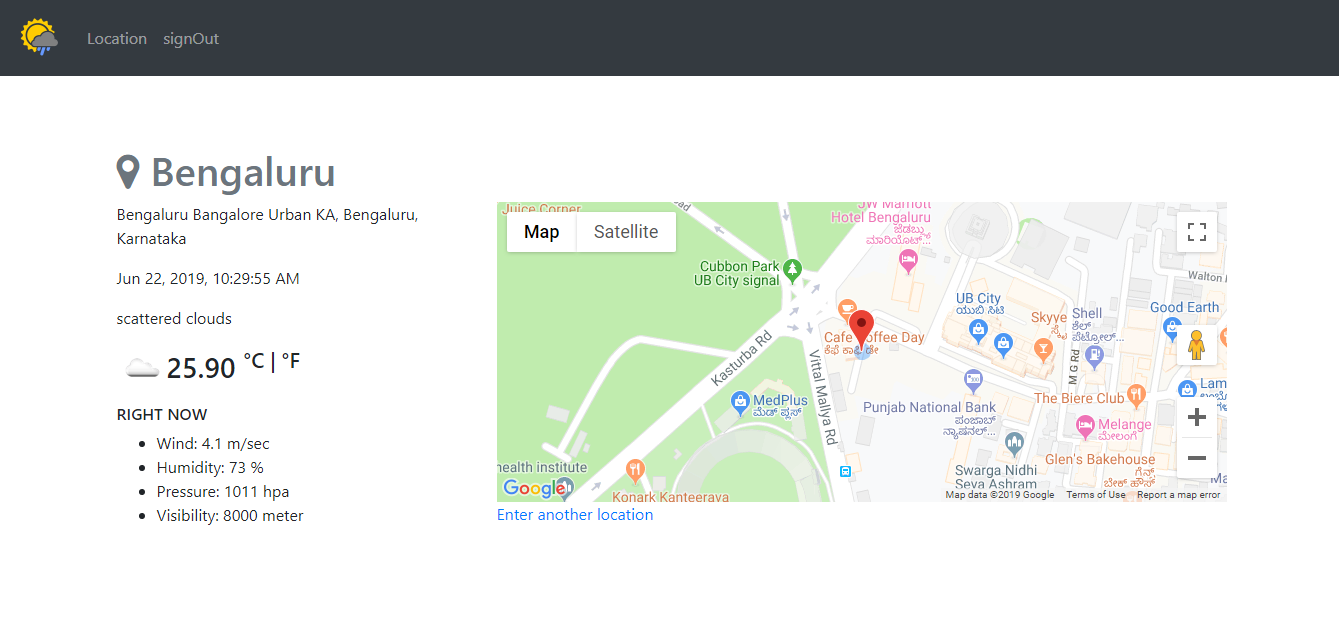 Location signOut
Bengaluru
Bengaluru Bangalore Urban KA, Bengaluru,
Karnataka
Jun 22, 2019, 10:29:55 AM
scattered clouds
25.90 °C | °F
RIGHT NOW
Wind: 4.1 m/sec
Humidity: 73 %
Pressure: 1011 hpa
Visibility: 8000 meter
Juice Corner
Map Satellite
JW Marriott
Hotel Bengaluru
ಜೆಡಬ್ಲ್ಯು
ಮಾರಿಯೊಟ್...
Cubbon Park
UB City signal
Walton
UB City
ಯುಬಿ ಸಿಟಿ
Good Earth
Skyye
Shell
ಶೆಲ್
ಪೆಟ್ರೋಲ್...
Cafe Coffee Day
ಕೆಫೆ ಕಾಫಿ ಡೇ
Kasturba Rd
Vittal Mallya Rd
M G Rd
MedPlus
ಮೆಡ್ ಪ್ಲಸ್
Punjab National Bank
ಪಂಜಾಬ್
ನ್ಯಾಷನಲ್...
The Biere Club
Melange
ಮೇಲಂಗೆ
Glen's Bakehouse
ಗ್ಲೆನ್ಸ್
ಬೇಕ್ ಹೌಸ್
Swarga Nidhi
Seva Ashram
health institute
Konark Kanteerava
Google
Map data ©2019 Google Terms of Use Report a map error
Enter another location